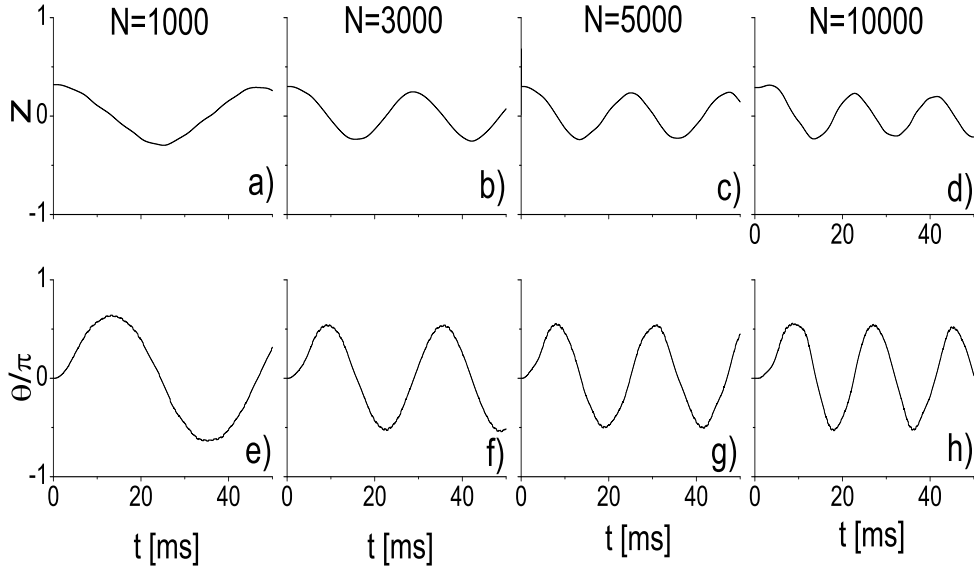 N=1000 N=3000 N=5000 N=10000
1
Z 0
-1
a) b) c) d)
0 20 40
1
θ/π 0
-1
e) f) g) h)
0 20 40 0 20 40 0 20 40 0 20 40
t [ms] t [ms] t [ms] t [ms]